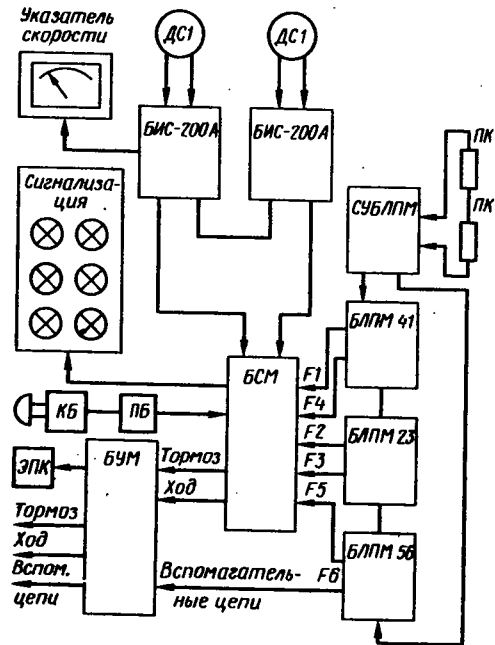 Указатель
скорости
ДС1
ДС1
БИС-200А
БИС-200А
ПК
Сигнализа-
ция
СУБЛПМ
ПК
БЛПМ 41
БСМ
F1
F4
КБ
ПБ
F2
БЛПМ 23
ЭПК
БУМ
Тормоз
F3
Тормоз
Ход
F5
Ход
БЛПМ 56
Вспом.
цепи
Вспомагатель-
ные цепи
F6